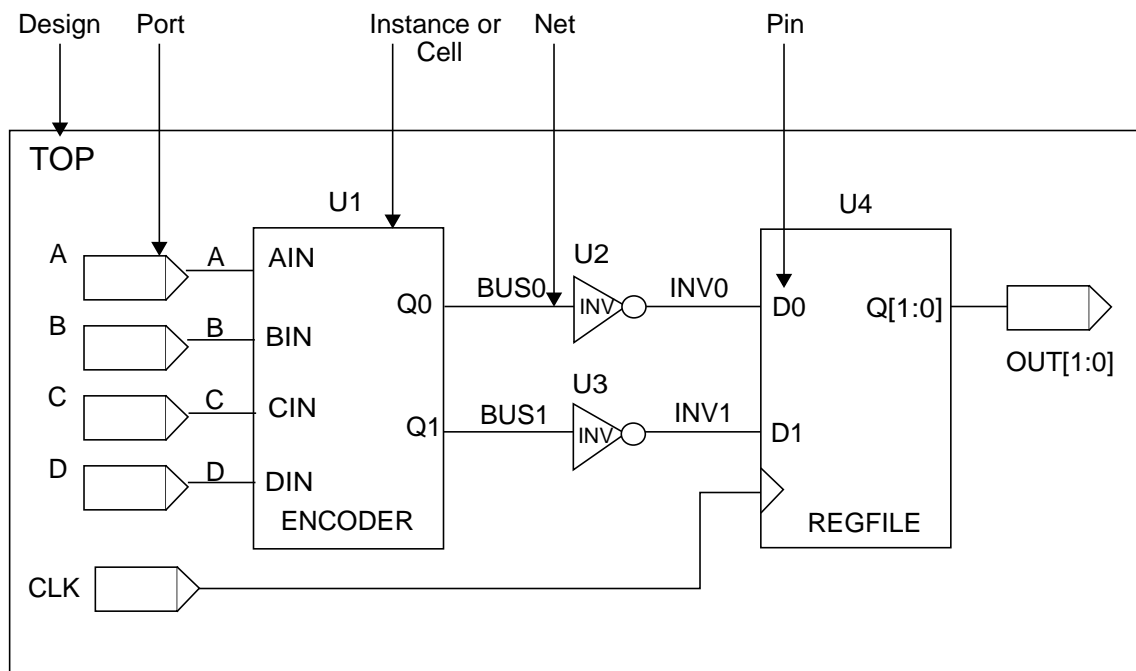 Design
Port
Instance or
Cell
Net
Pin
TOP
U1
U4
A
A
AIN
U2
Q0
BUS0
INV
INV0
D0
Q[1:0]
B
B
BIN
OUT[1:0]
U3
C
C
CIN
Q1
BUS1
INV
INV1
D1
D
D
DIN
ENCODER
REGFILE
CLK